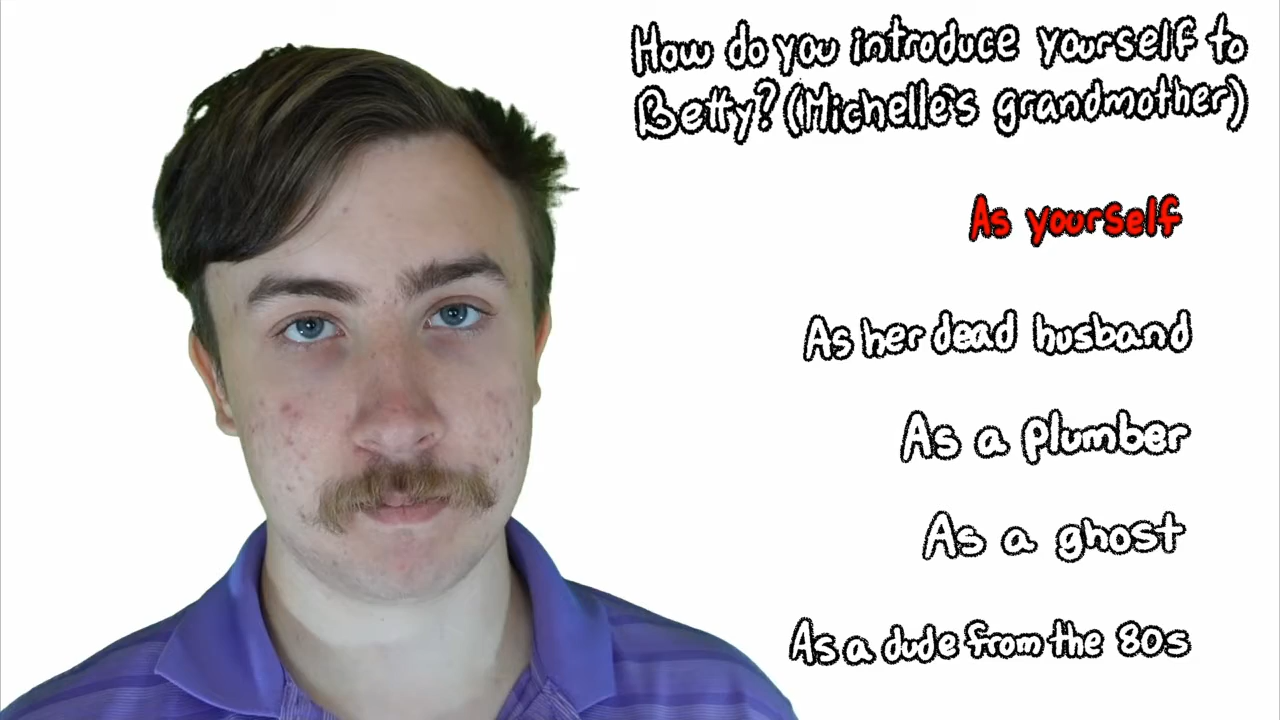 How do you introduce yourself to
Betty? (Michelle's grandmother)
As yourself
As her dead husband
As a plumber
As a ghost
As a dude from the 80s